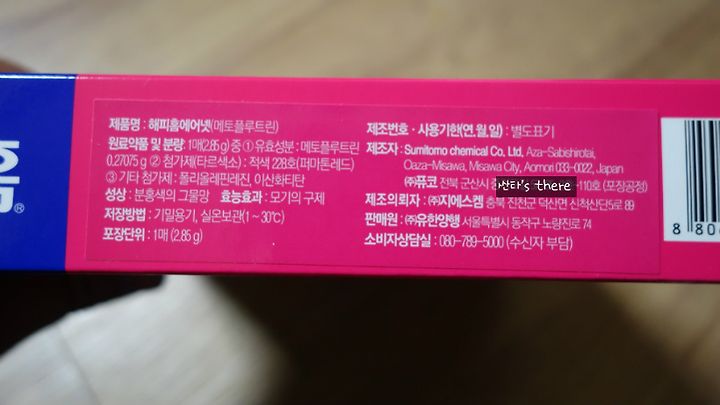 제품명 : 해피홈에어넷(메토플루트린)
원료약품 및 분량 : 1매(2.85 g) 중 ① 유효성분 : 메토플루트린
0.27075 g ② 첨가제(타르색소) : 적색 228호(퍼마톤레드)
③ 기타 첨가제 : 폴리올레핀레진, 이산화티탄
성상 : 분홍색의 그물망 효능효과 : 모기의 구제
저장방법 : 기밀용기, 실온보관(1~30℃)
포장단위 : 1매 (2.85 g)
제조번호 · 사용기한(연,월,일) : 별도표기
제조자 : Sumitomo chemical Co. Ltd, Aza-Sabishirotai,
Oaza-Misawa, Misawa City, Aomori 033-0022, Japan
㈜퓨코 전북 군산시 -110호 (포장공정)
's there
제조의뢰자 : ㈜지에스켐 충북 진천군 덕산면 신척산단5로 89
판매원 : ㈜유한양행 서울특별시 동작구 노량진로 74
소비자상담실 : 080-789-5000 (수신자 부담)
홈®
8 806